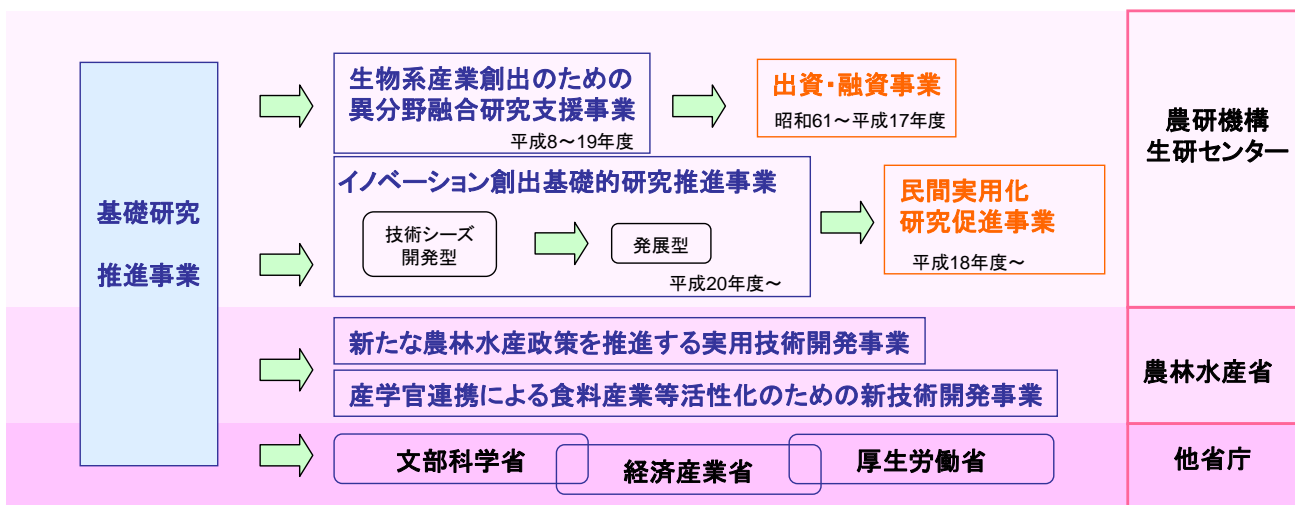 基礎研究
推進事業
生物系産業創出のための
異分野融合研究支援事業
平成8～19年度
出資・融資事業
昭和61～平成17年度
イノベーション創出基礎的研究推進事業
技術シーズ
開発型
発展型
平成20年度～
民間実用化
研究促進事業
平成18年度～
農研機構
生研センター
新たな農林水産政策を推進する実用技術開発事業
産学官連携による食料産業等活性化のための新技術開発事業
農林水産省
文部科学省
経済産業省
厚生労働省
他省庁